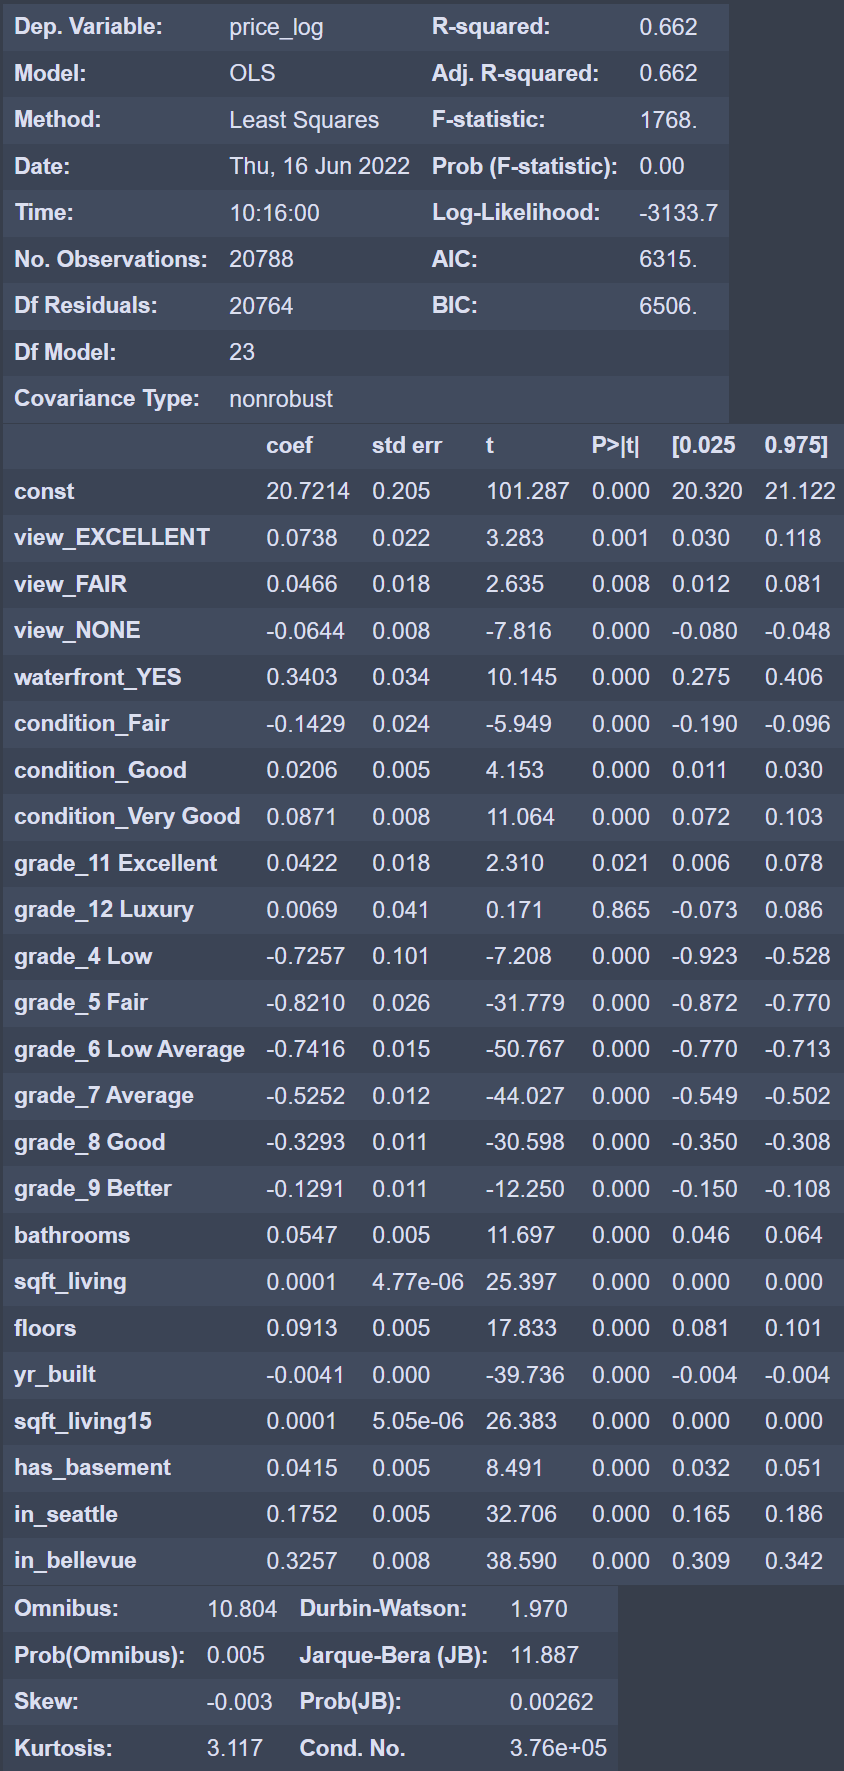 Dep. Variable: price_log R-squared: 0.662
Model: OLS Adj. R-squared: 0.662
Method: Least Squares F-statistic: 1768.
Date: Thu, 16 Jun 2022 Prob (F-statistic): 0.00
Time: 10:16:00 Log-Likelihood: -3133.7
No. Observations: 20788 AIC: 6315.
Df Residuals: 20764 BIC: 6506.
Df Model: 23
Covariance Type: nonrobust
coef std err t P>|t| [0.025 0.975]
const 20.7214 0.205 101.287 0.000 20.320 21.122
view_EXCELLENT 0.0738 0.022 3.283 0.001 0.030 0.118
view_FAIR 0.0466 0.018 2.635 0.008 0.012 0.081
view_NONE -0.0644 0.008 -7.816 0.000 -0.080 -0.048
waterfront_YES 0.3403 0.034 10.145 0.000 0.275 0.406
condition_Fair -0.1429 0.024 -5.949 0.000 -0.190 -0.096
condition_Good 0.0206 0.005 4.153 0.000 0.011 0.030
condition_Very Good 0.0871 0.008 11.064 0.000 0.072 0.103
grade_11 Excellent 0.0422 0.018 2.310 0.021 0.006 0.078
grade_12 Luxury 0.0069 0.041 0.171 0.865 -0.073 0.086
grade_4 Low -0.7257 0.101 -7.208 0.000 -0.923 -0.528
grade_5 Fair -0.8210 0.026 -31.779 0.000 -0.872 -0.770
grade_6 Low Average -0.7416 0.015 -50.767 0.000 -0.770 -0.713
grade_7 Average -0.5252 0.012 -44.027 0.000 -0.549 -0.502
grade_8 Good -0.3293 0.011 -30.598 0.000 -0.350 -0.308
grade_9 Better -0.1291 0.011 -12.250 0.000 -0.150 -0.108
bathrooms 0.0547 0.005 11.697 0.000 0.046 0.064
sqft_living 0.0001 4.77e-06 25.397 0.000 0.000 0.000
floors 0.0913 0.005 17.833 0.000 0.081 0.101
yr_built -0.0041 0.000 -39.736 0.000 -0.004 -0.004
sqft_living15 0.0001 5.05e-06 26.383 0.000 0.000 0.000
has_basement 0.0415 0.005 8.491 0.000 0.032 0.051
in_seattle 0.1752 0.005 32.706 0.000 0.165 0.186
in_bellevue 0.3257 0.008 38.590 0.000 0.309 0.342
Omnibus: 10.804 Durbin-Watson: 1.970
Prob(Omnibus): 0.005 Jarque-Bera (JB): 11.887
Skew: -0.003 Prob(JB): 0.00262
Kurtosis: 3.117 Cond. No. 3.76e+05